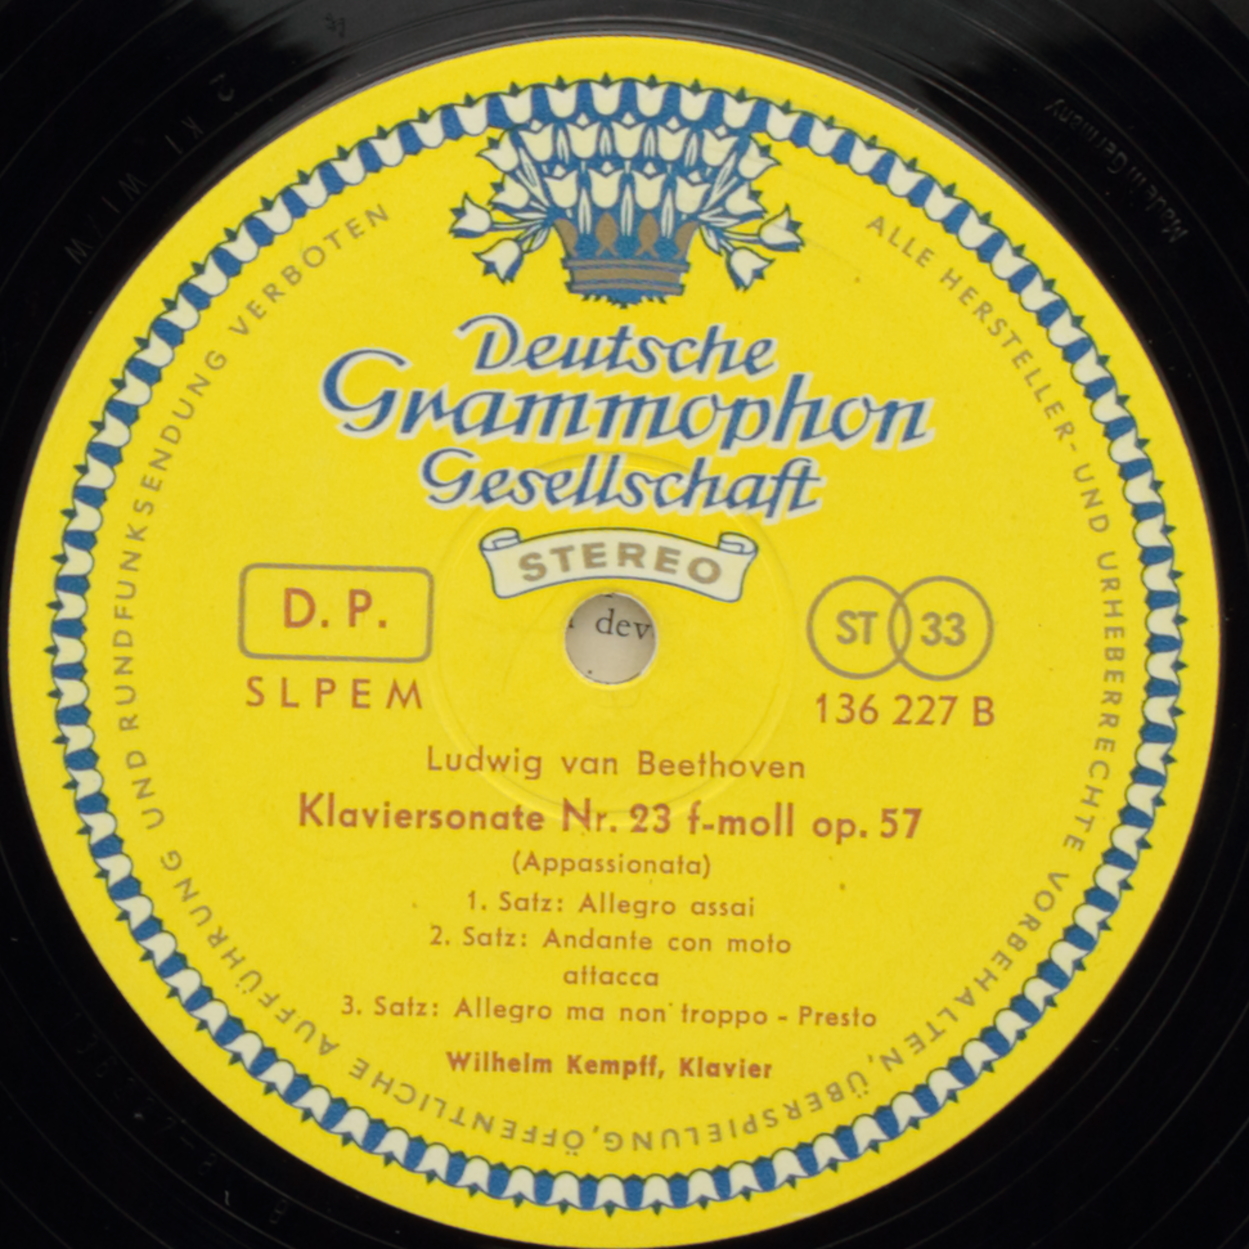 Deutsche
Grammophon
Gesellschaft
STEREO
D. P.
SLPEM
dev
ST 33
136 227 B
Ludwig van Beethoven
Klaviersonate Nr. 23 f-moll op. 57
(Appassionata)
1. Satz: Allegro assai
2. Satz: Andante con moto
attacca
3. Satz: Allegro ma non troppo - Presto
Wilhelm Kempff, Klavier
ALLE HERSTELLER- UND URHEBERRECHTE VORBEHALTEN, ÜBERSPIELUNG, ÖFFENTLICHE AUFFÜHRUNG UND RUNDFUNKSENDUNG VERBOTEN
Made in Germany